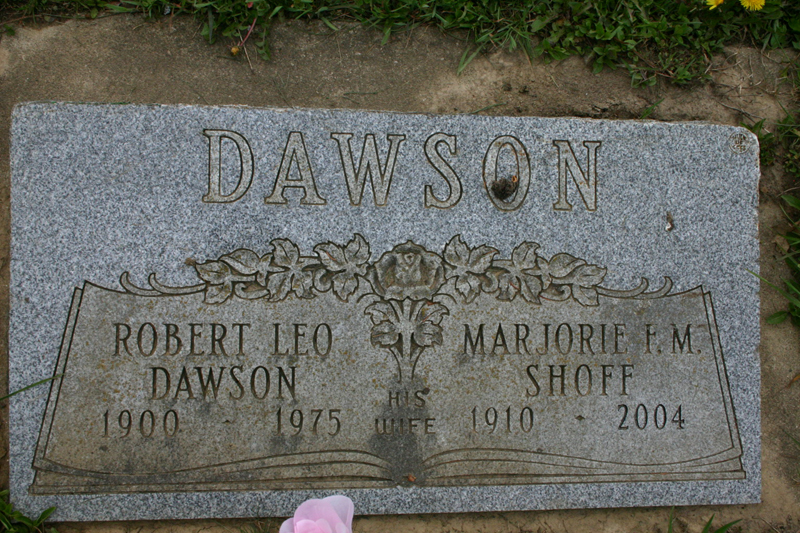 DAWSON
ROBERT LEO
DAWSON
1900 - 1975
HIS
WIFE
MARJORIE F. M.
SHOFF
1910 - 2004